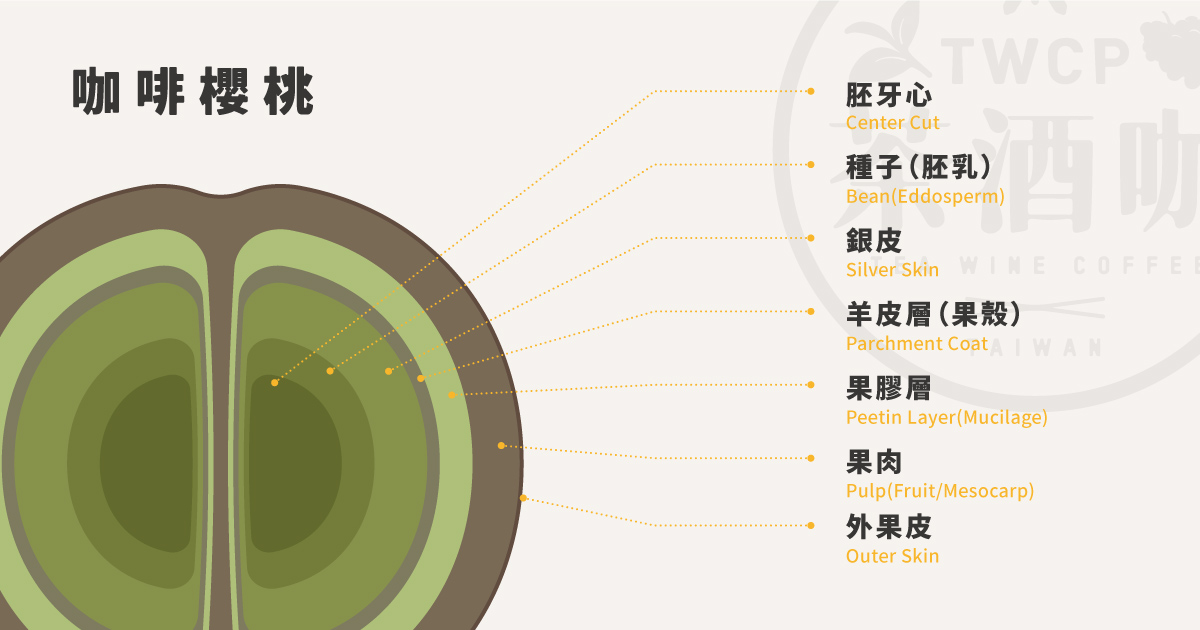 咖啡櫻桃
TWCP
茶酒咖
TEA WINE COFFEE
TAIWAN
胚牙心
Center Cut
種子(胚乳)
Bean(Eddosperm)
銀皮
Silver Skin
羊皮層(果殼)
Parchment Coat
果膠層
Peetin Layer(Mucilage)
果肉
Pulp(Fruit/Mesocarp)
外果皮
Outer Skin